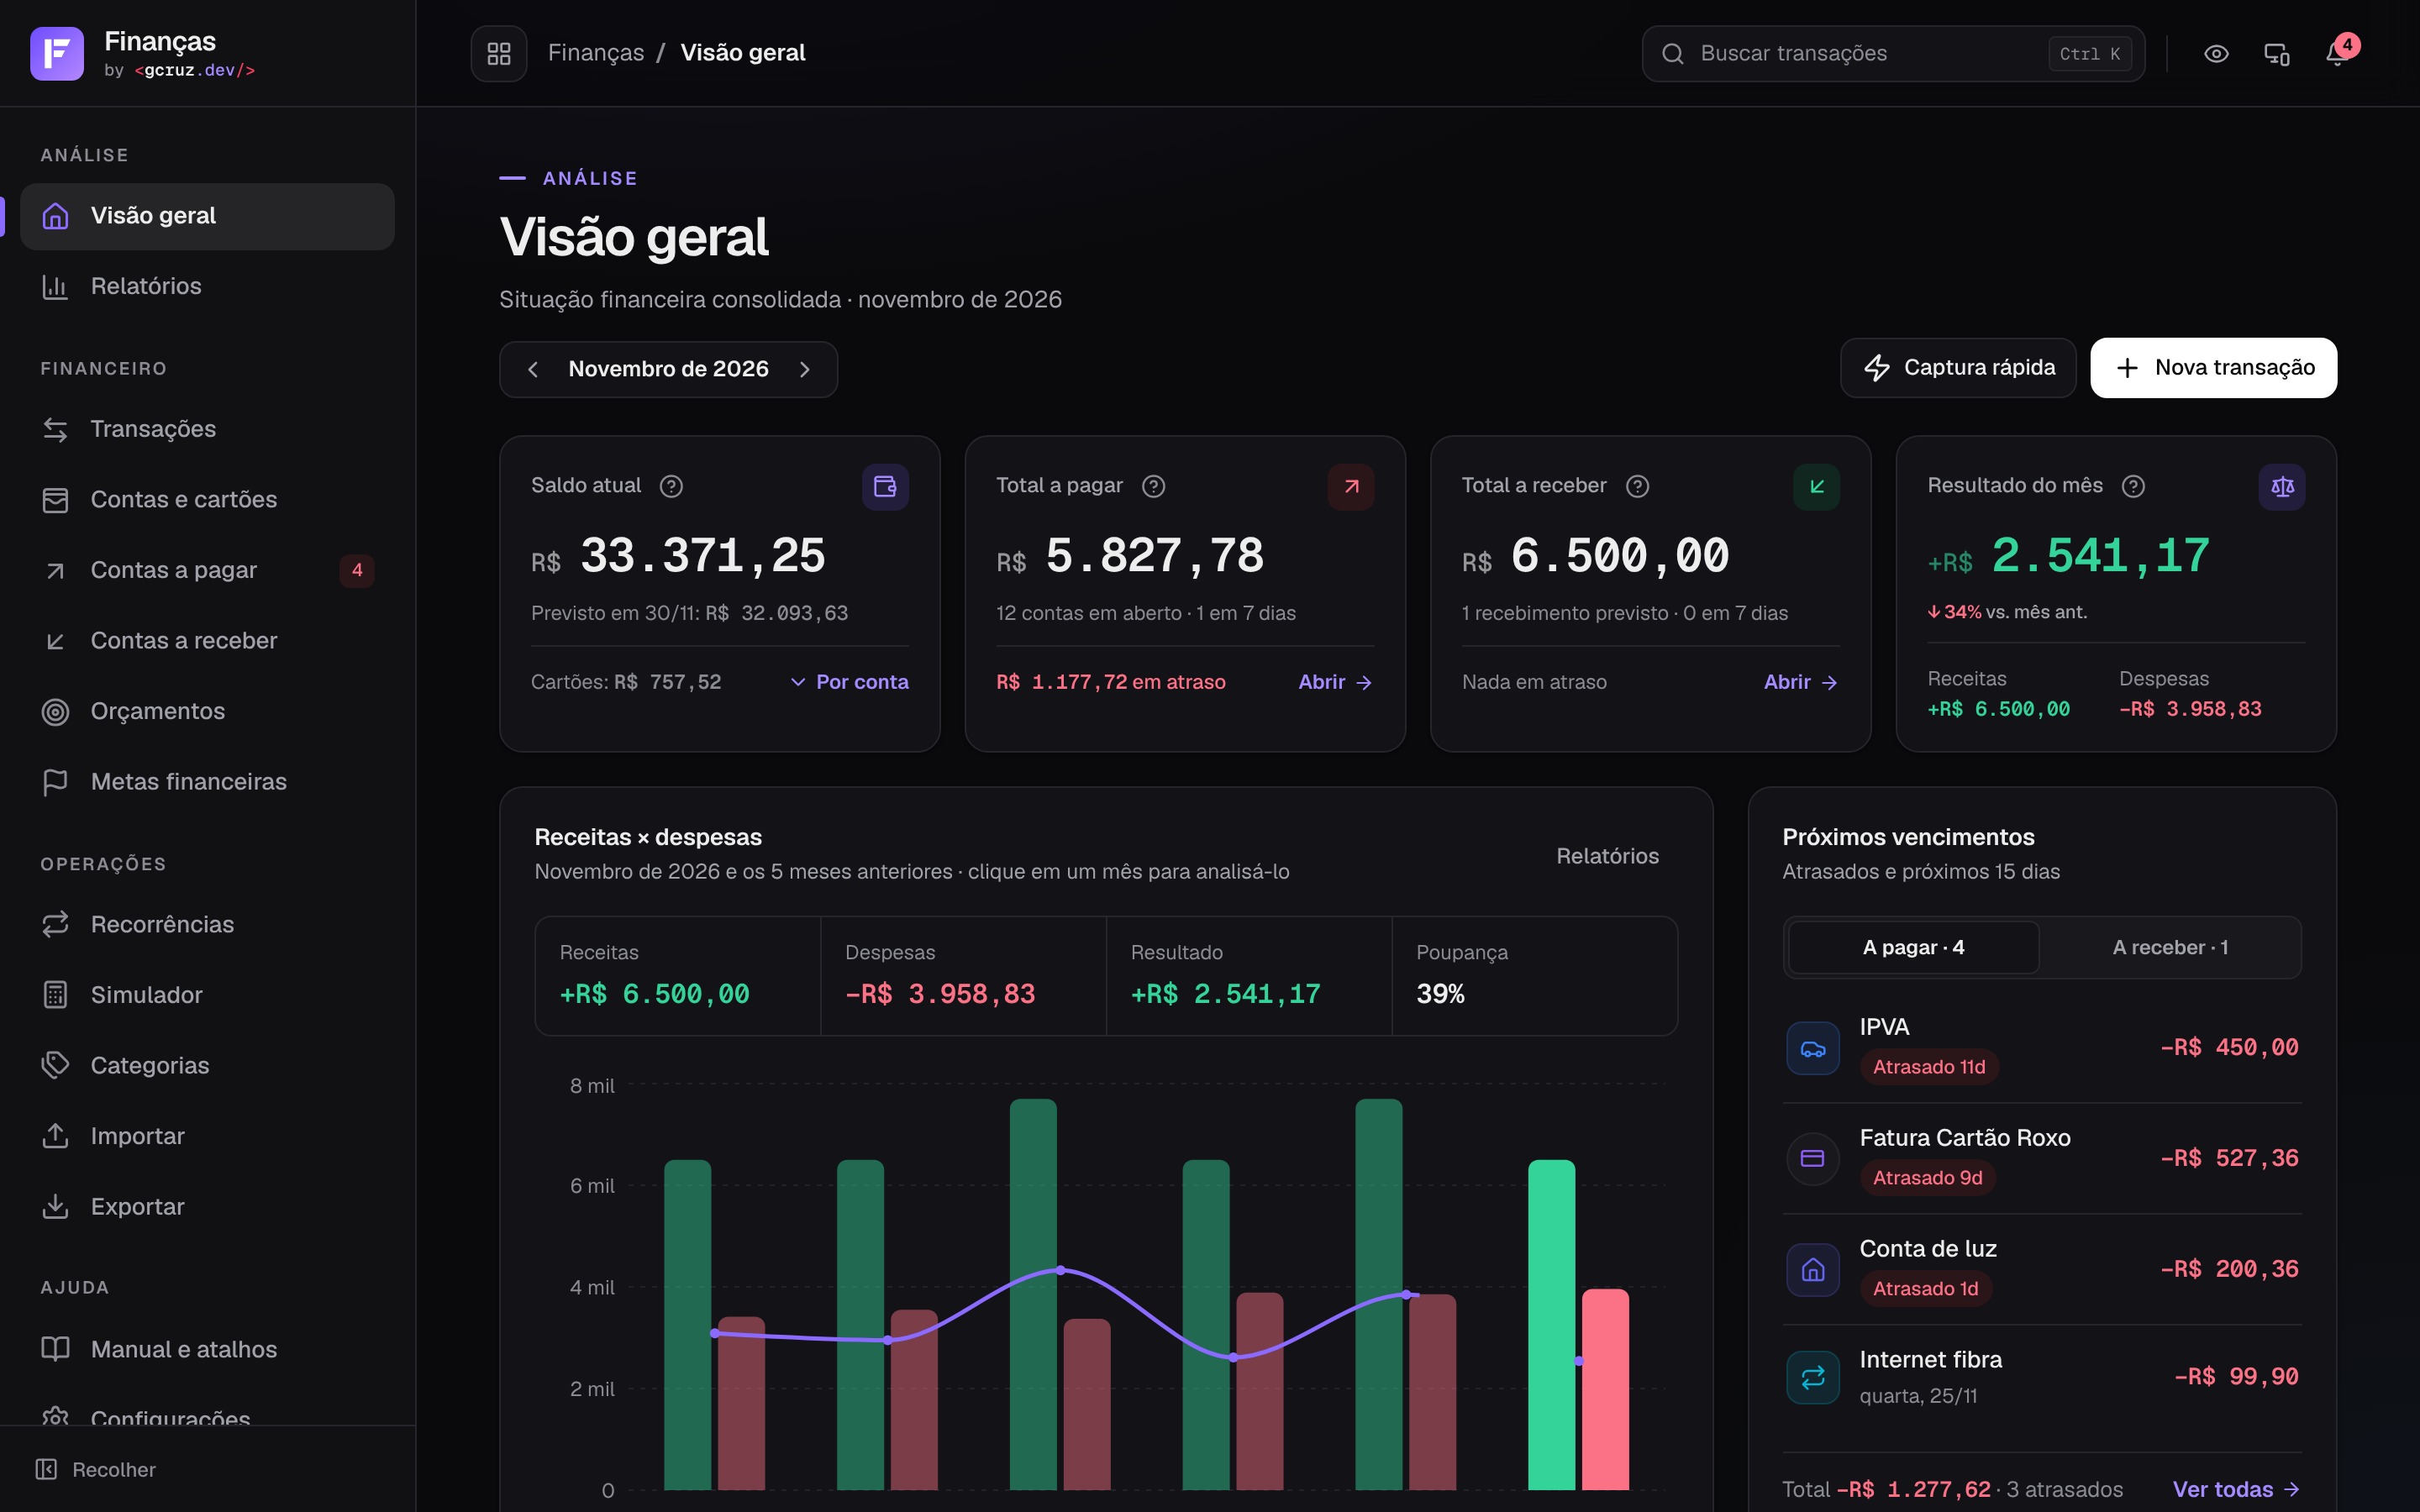 Finanças
by <gcruz.dev/>
ANÁLISE
Visão geral
Relatórios
FINANCEIRO
Transações
Contas e cartões
Contas a pagar 4
Contas a receber
Orçamentos
Metas financeiras
OPERAÇÕES
Recorrências
Simulador
Categorias
Importar
Exportar
AJUDA
Manual e atalhos
Configurações
Recolher
Finanças / Visão geral
Buscar transações Ctrl K
4
ANÁLISE
Visão geral
Situação financeira consolidada · novembro de 2026
Novembro de 2026
Captura rápida
Nova transação
Saldo atual
R$ 33.371,25
Previsto em 30/11: R$ 32.093,63
Cartões: R$ 757,52 Por conta
Total a pagar
R$ 5.827,78
12 contas em aberto · 1 em 7 dias
R$ 1.177,72 em atraso Abrir
Total a receber
R$ 6.500,00
1 recebimento previsto · 0 em 7 dias
Nada em atraso Abrir
Resultado do mês
+R$ 2.541,17
34% vs. mês ant.
Receitas Despesas
+R$ 6.500,00 −R$ 3.958,83
Receitas × despesas
Novembro de 2026 e os 5 meses anteriores · clique em um mês para analisá-lo
Relatórios
Receitas Despesas Resultado Poupança
+R$ 6.500,00 −R$ 3.958,83 +R$ 2.541,17 39%
8 mil
6 mil
4 mil
2 mil
0
Próximos vencimentos
Atrasados e próximos 15 dias
A pagar · 4 A receber · 1
IPVA
Atrasado 11d
−R$ 450,00
Fatura Cartão Roxo
Atrasado 9d
−R$ 527,36
Conta de luz
Atrasado 1d
−R$ 200,36
Internet fibra
quarta, 25/11
−R$ 99,90
Total −R$ 1.277,62 · 3 atrasados Ver todas